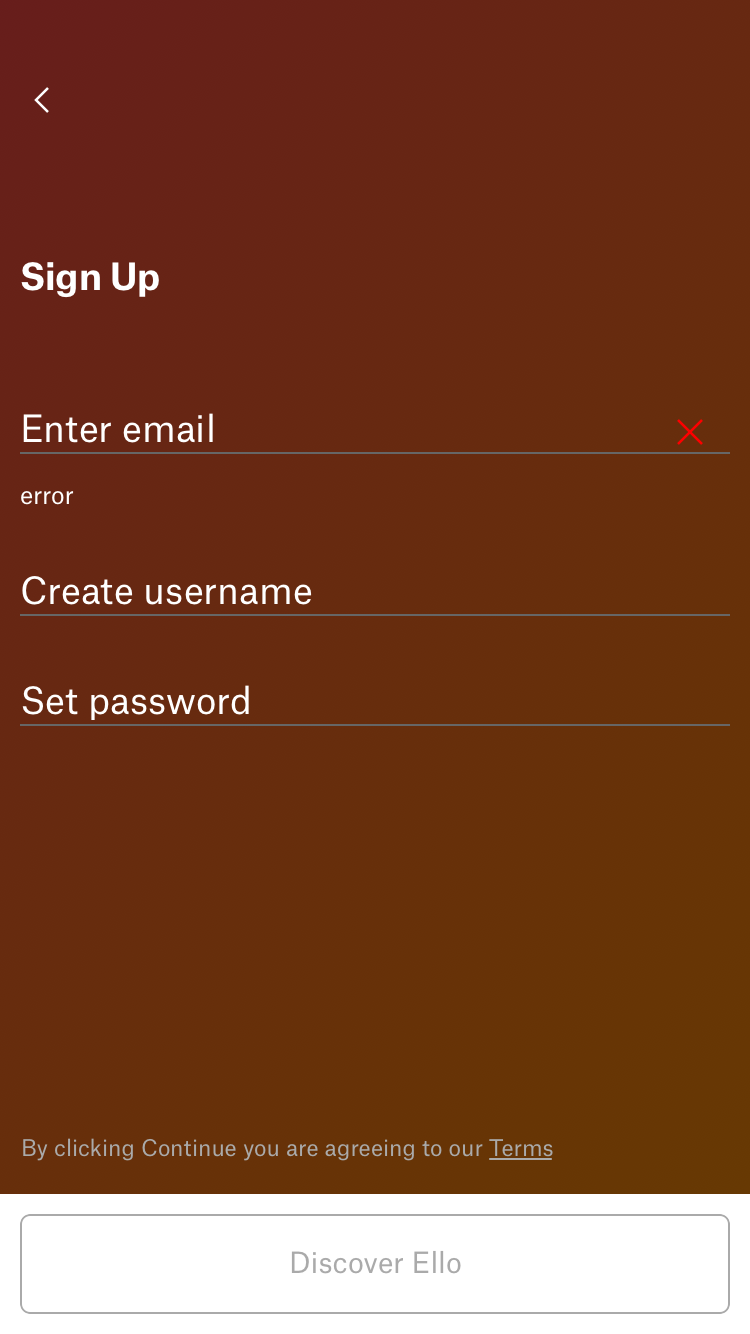 Sign Up
Enter email
error
Create username
Set password
By clicking Continue you are agreeing to our Terms
Discover Ello